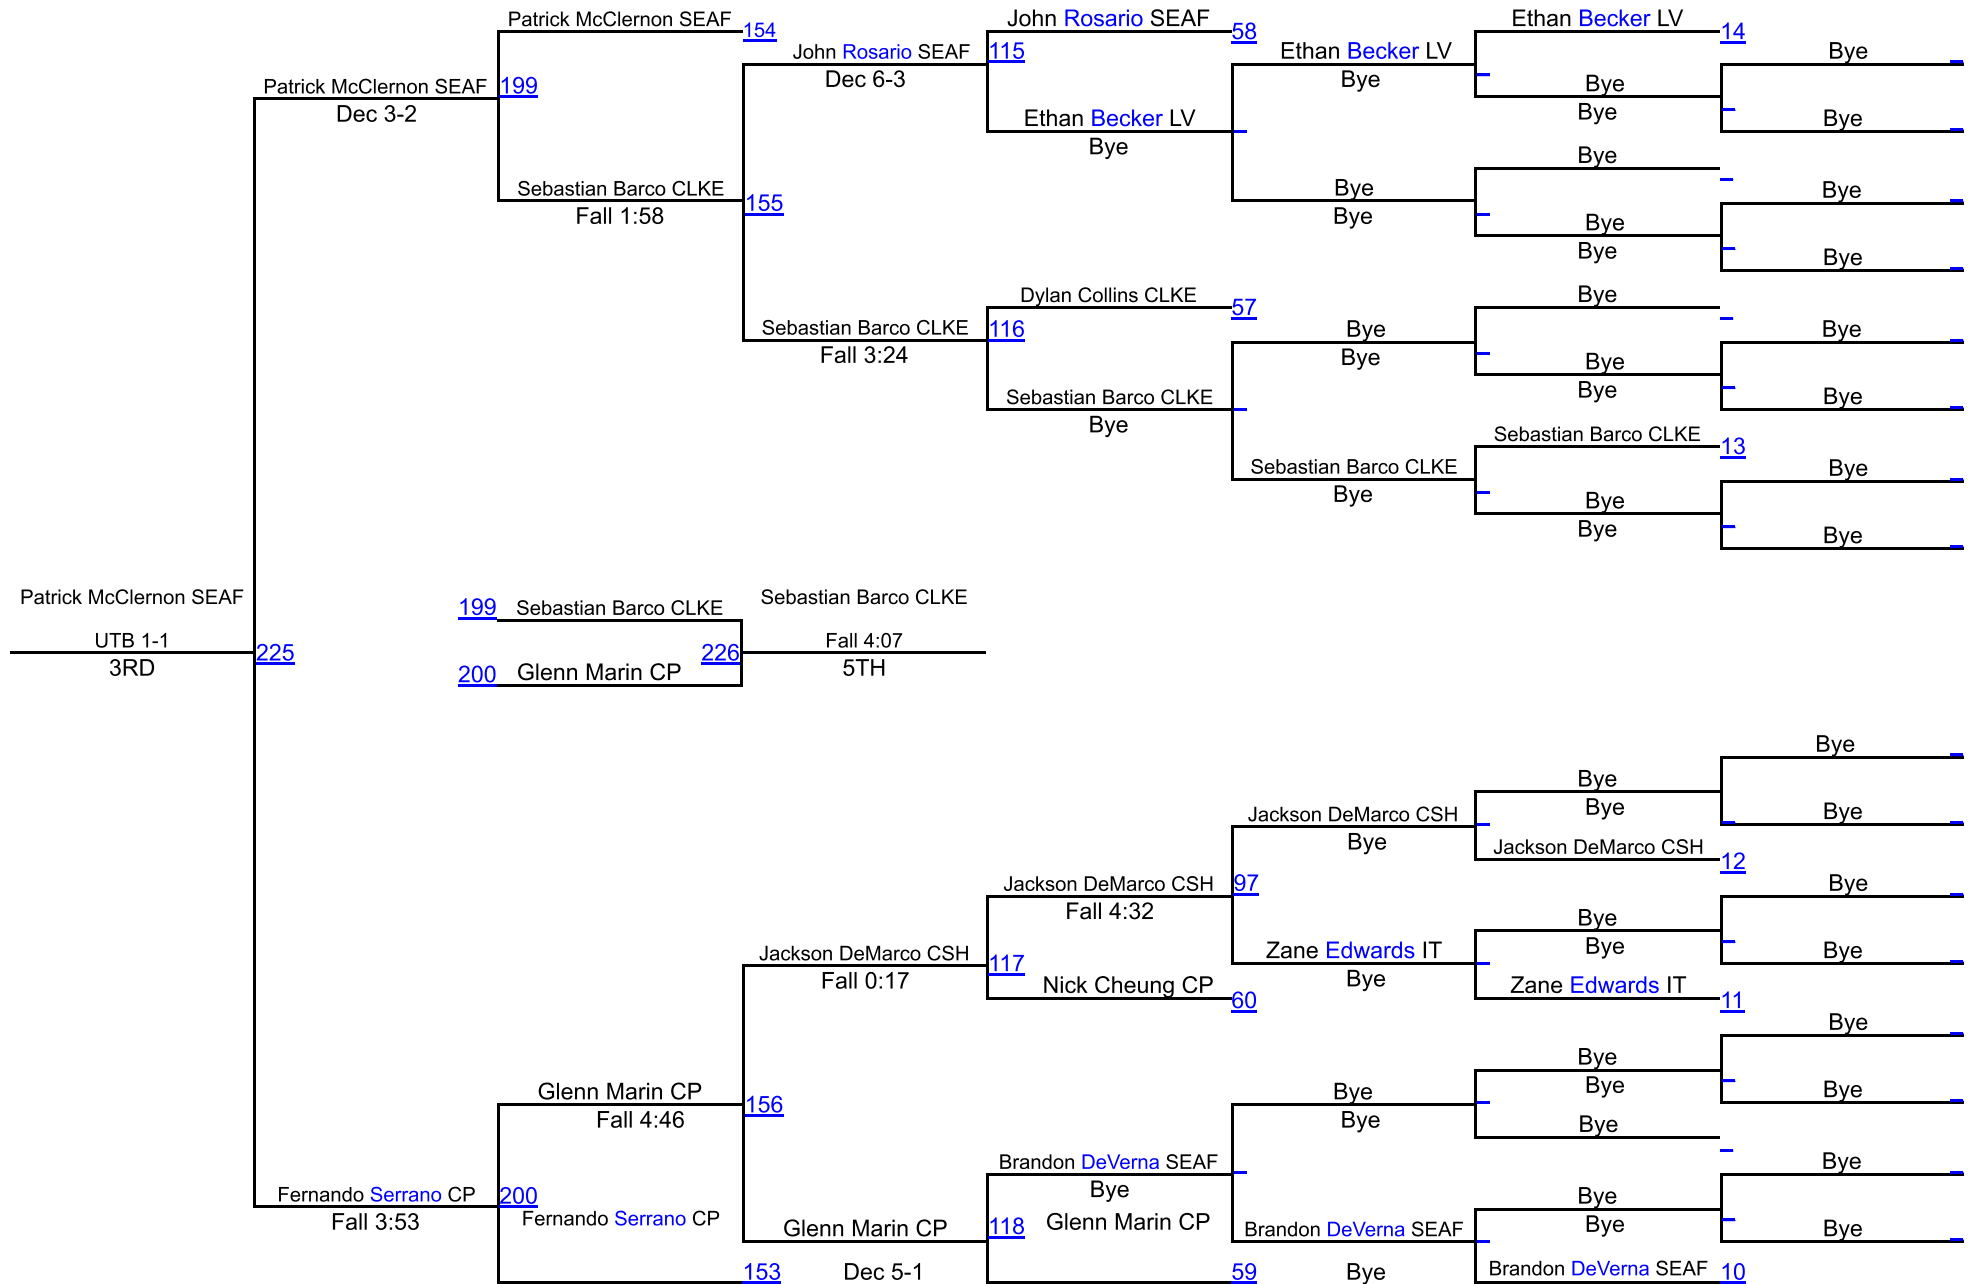 Patrick McClernon SEAF
154
John Rosario SEAF
58
Ethan Becker LV
14
Patrick McClernon SEAF
199
Dec 3-2
John Rosario SEAF
115
Dec 6-3
Ethan Becker LV
Bye
Bye
Bye
Bye
Ethan Becker LV
Bye
Bye
Sebastian Barco CLKE
155
Fall 1:58
Bye
Bye
Bye
Bye
Bye
Bye
Bye
Dylan Collins CLKE
57
Bye
Sebastian Barco CLKE
116
Fall 3:24
Bye
Bye
Bye
Bye
Bye
Sebastian Barco CLKE
Bye
Bye
Sebastian Barco CLKE
13
Sebastian Barco CLKE
Bye
Bye
Bye
Bye
Bye
Patrick McClernon SEAF
UTB 1-1
225
3RD
199
Sebastian Barco CLKE
Sebastian Barco CLKE
226
Fall 4:07
200
Glenn Marin CP
5TH
Bye
Bye
Bye
Bye
Jackson DeMarco CSH
Bye
Jackson DeMarco CSH
12
Jackson DeMarco CSH
97
Fall 4:32
Bye
Bye
Bye
Jackson DeMarco CSH
117
Fall 0:17
Zane Edwards IT
Bye
Bye
Nick Cheung CP
60
Zane Edwards IT
11
Bye
Bye
Bye
Glenn Marin CP
156
Fall 4:46
Bye
Bye
Bye
Bye
Brandon DeVerna SEAF
Bye
Bye
Fernando Serrano CP
200
Fall 3:53
Fernando Serrano CP
Glenn Marin CP
118
Glenn Marin CP
Brandon DeVerna SEAF
Bye
Bye
Bye
153
Dec 5-1
59
Bye
Brandon DeVerna SEAF
10